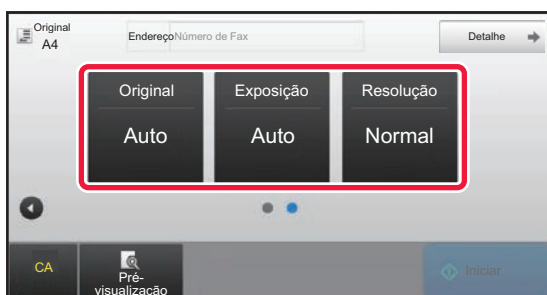 Original
A4
Endereço Número de Fax
Detalhe
Original
Exposição
Resolução
Auto
Auto
Normal
CA
Pré-
visualização
Iniciar